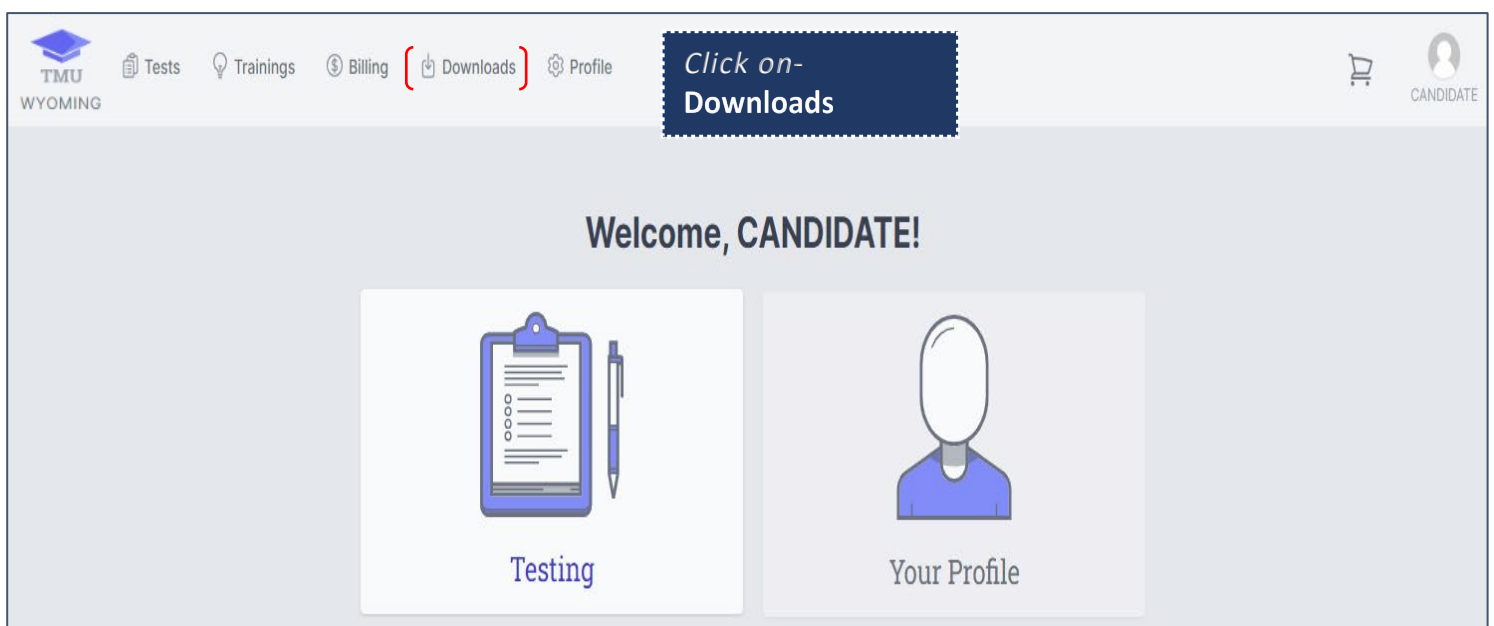 TMU
WYOMING
Tests Trainings Billing Downloads Profile
Click on-
Downloads
CANDIDATE
Welcome, CANDIDATE!
Testing
Your Profile